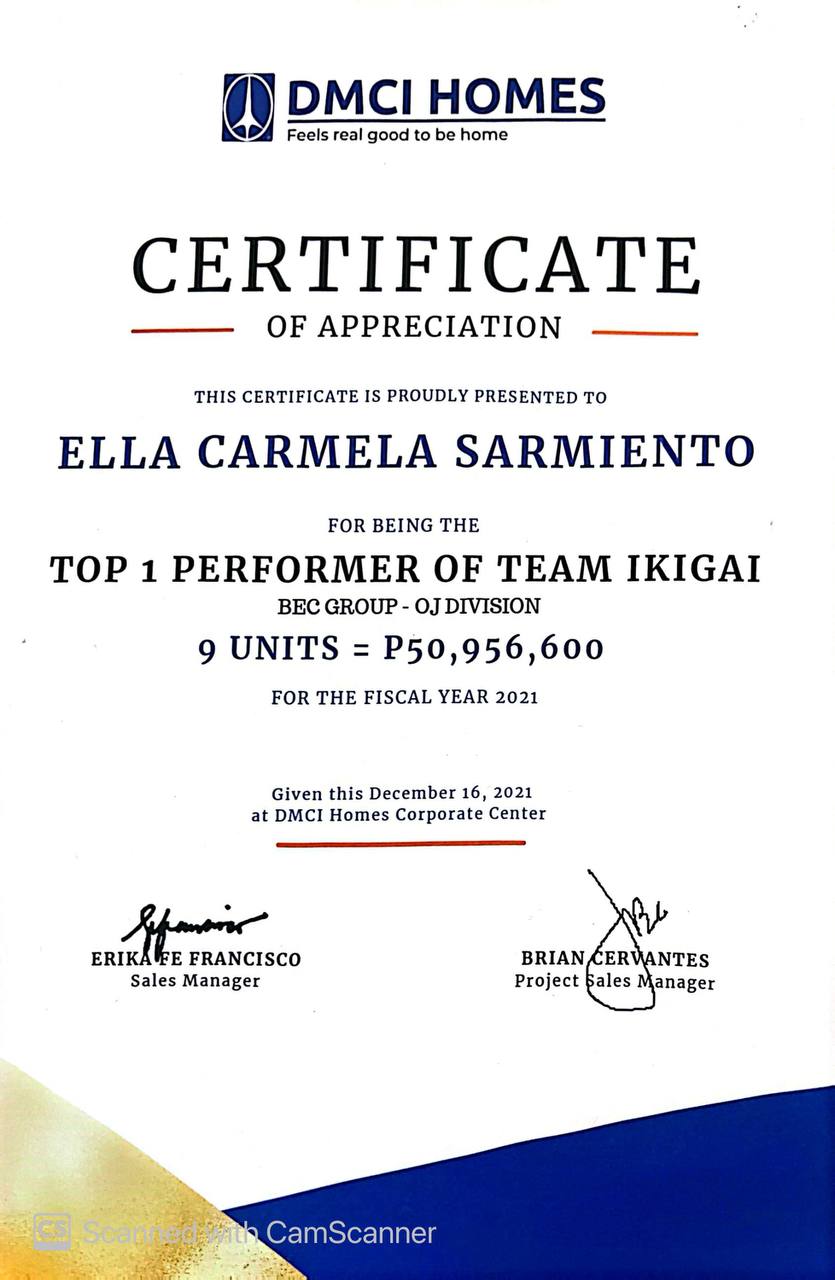 DMCI HOMES
Feels real good to be home
CERTIFICATE
OF APPRECIATION
THIS CERTIFICATE IS PROUDLY PRESENTED TO
ELLA CARMELA SARMIENTO
FOR BEING THE
TOP 1 PERFORMER OF TEAM IKIGAI
BEC GROUP - OJ DIVISION
9 UNITS = P50,956,600
FOR THE FISCAL YEAR 2021
Given this December 16, 2021
at DMCI Homes Corporate Center
ERIKA FE FRANCISCO
Sales Manager
BRIAN CERVANTES
Project Sales Manager
CS Scanned with CamScanner